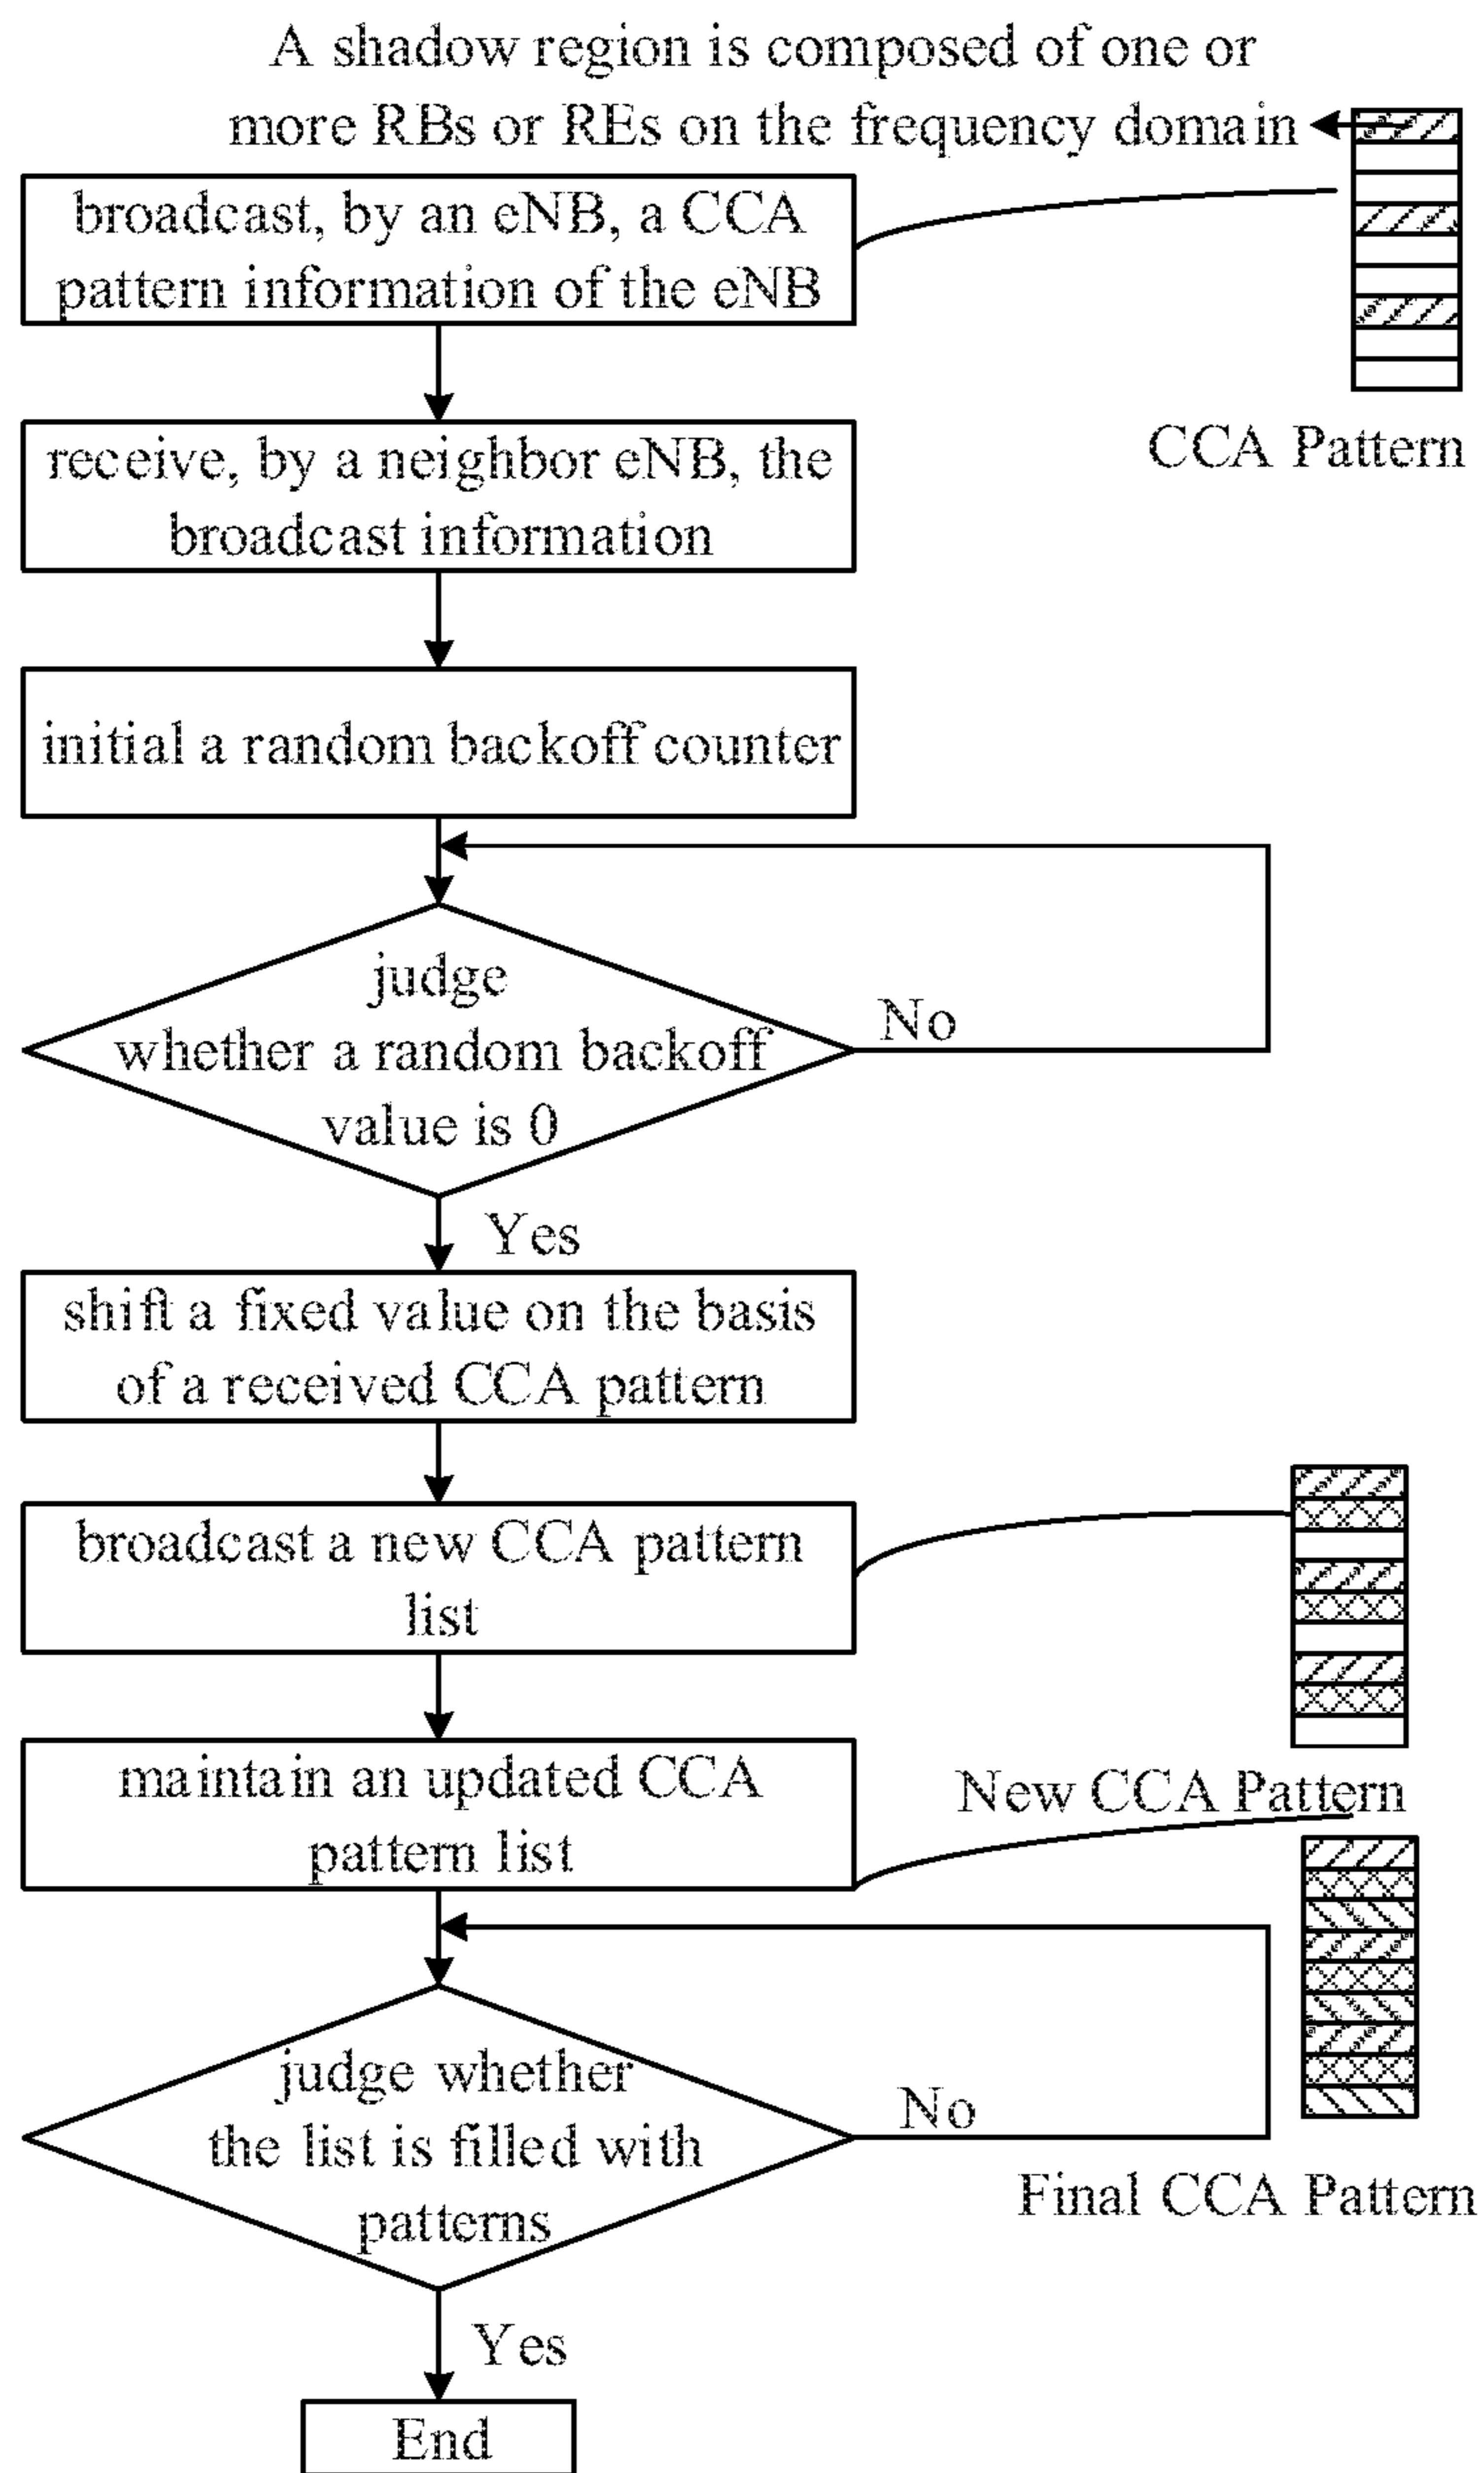 A shadow region is composed of one or
more RBs or REs on the frequency domain
broadcast, by an eNB, a CCA
pattern information of the eNB
CCA Pattern
receive, by a neighbor eNB, the
broadcast information
initial a random backoff counter
judge
whether a random backoff
value is 0
No
Yes
shift a fixed value on the basis
of a received CCA pattern
broadcast a new CCA pattern
list
New CCA Pattern
maintain an updated CCA
pattern list
judge whether
the list is filled with
patterns
No
Final CCA Pattern
Yes
End